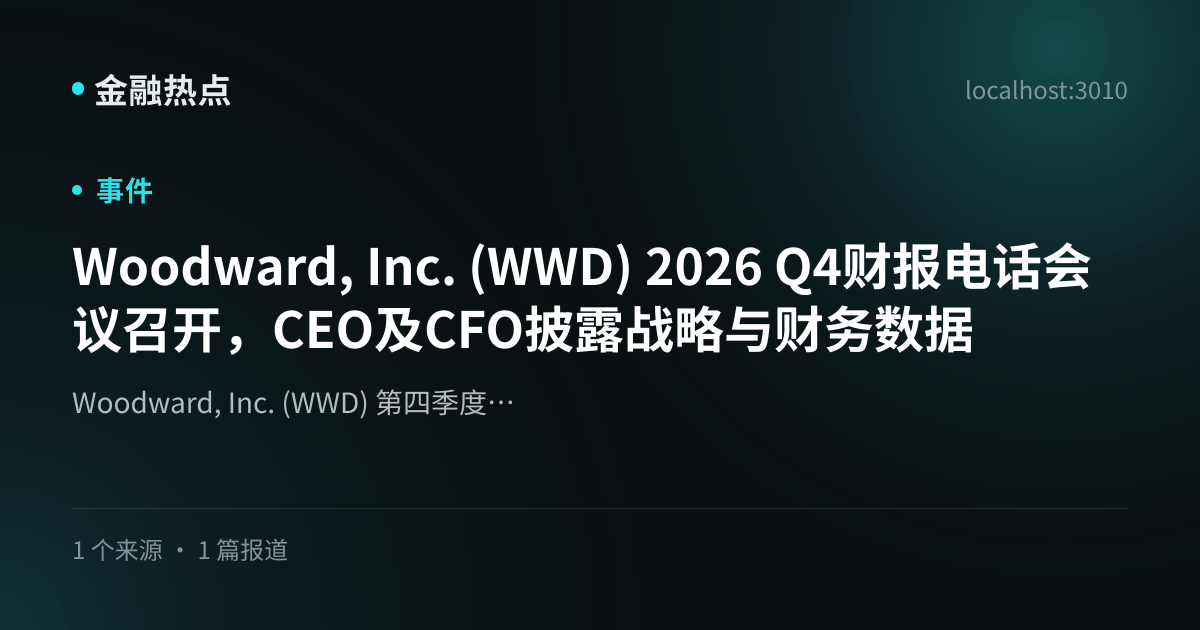 金融热点
localhost:3010
事件
Woodward, Inc. (WWD) 2026 Q4财报电话会
议召开，CEO及CFO披露战略与财务数据
Woodward, Inc. (WWD) 第四季度…
1 个来源 · 1 篇报道